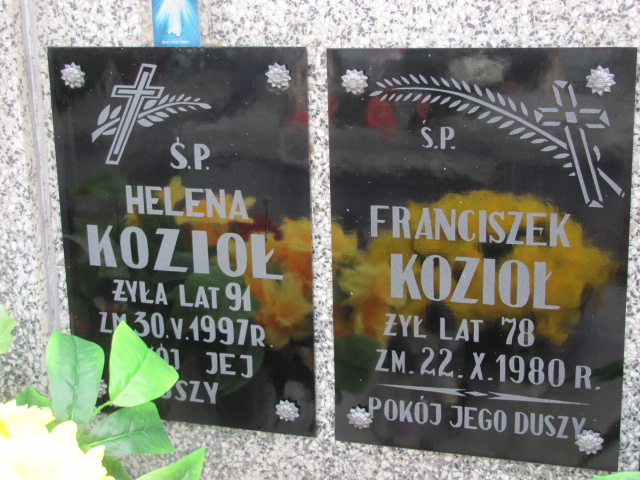 Ś.P.
HELENA
KOZIOŁ
ŻYŁA LAT 91
ZM. 30.V.1997 R.
JEJ
Ś.P.
FRANCISZEK
KOZIOŁ
ŻYŁ LAT 78
ZM. 22.X.1980 R.
POKÓJ JEGO DUSZY